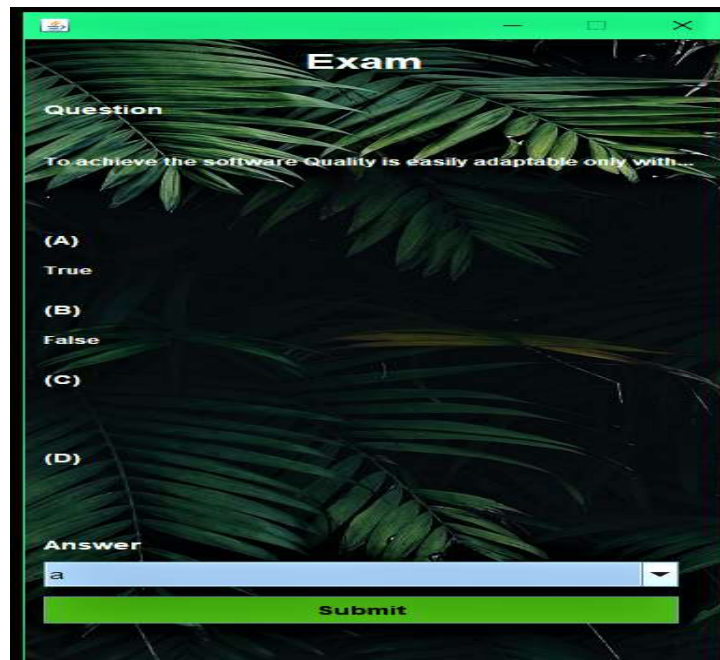 Exam
Question
To achieve the software Quality is easily adaptable only with...
(A)
True
(B)
False
(C)
(D)
Answer
a
Submit